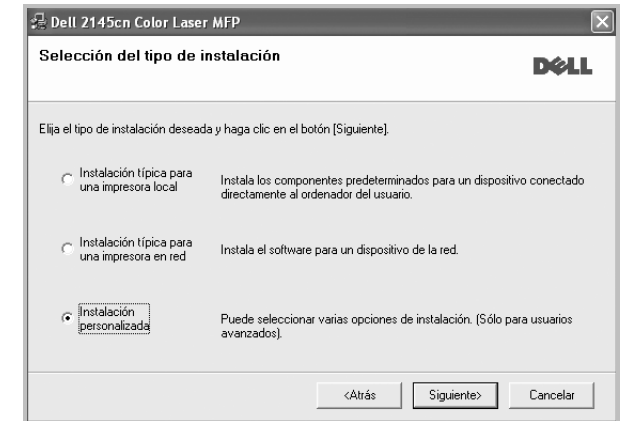 Dell 2145cn Color Laser MFP
Selección del tipo de instalación
DELL
Elija el tipo de instalación deseada y haga clic en el botón [Siguiente].
Instalación típica para
una impresora local
Instala los componentes predeterminados para un dispositivo conectado
directamente al ordenador del usuario.
Instalación típica para
una impresora en red
Instala el software para un dispositivo de la red.
Instalación
personalizada
Puede seleccionar varias opciones de instalación. (Sólo para usuarios
avanzados).
<Atrás
Siguiente>
Cancelar